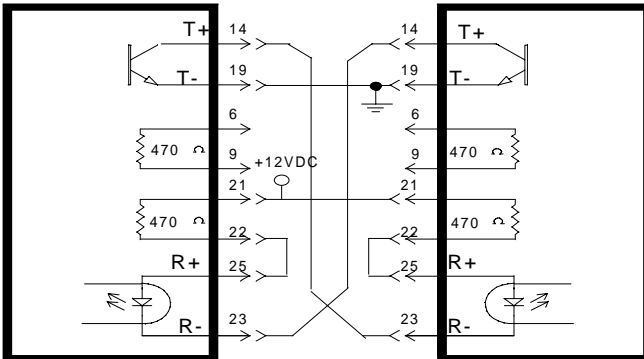 T+ 14 14 T+
T- 19 19 T-
6 6
470 Ω 9 +12VDC 9 470 Ω
21 21
470 Ω 22 22 470 Ω
R+ 25 25 R+
R- 23 23 R-